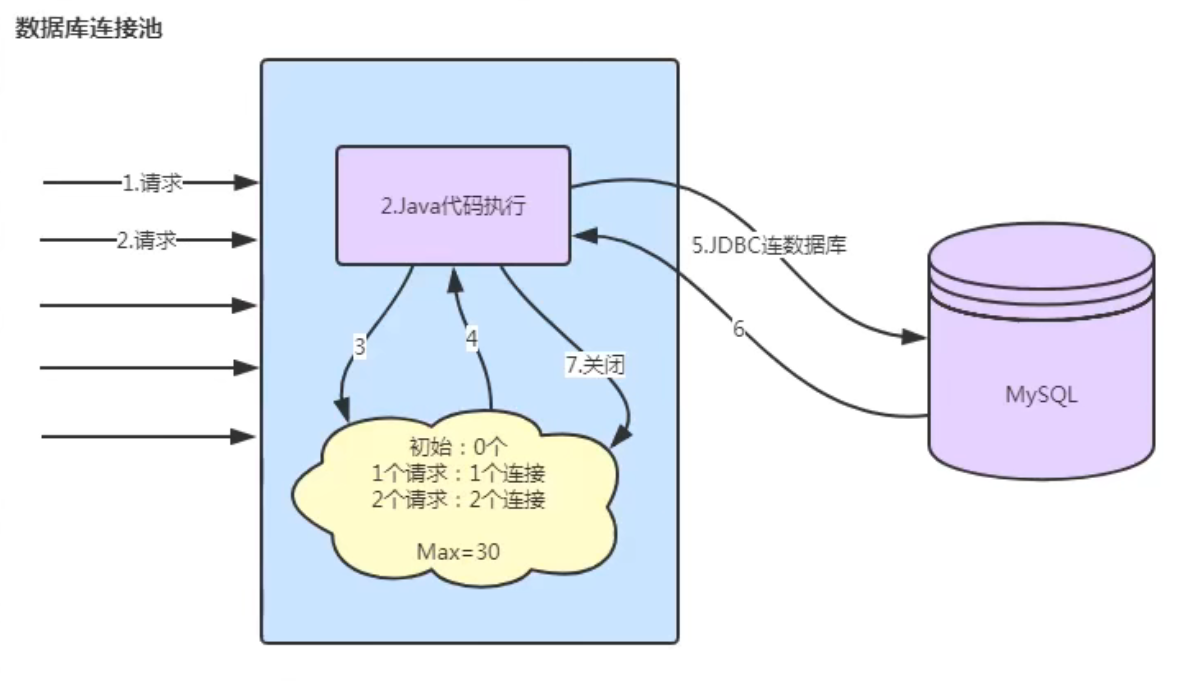 数据库连接池
1.请求
2.请求
2.Java代码执行
5.JDBC连数据库
6
3
4
7.关闭
MySQL
初始：0个
1个请求：1个连接
2个请求：2个连接
Max=30